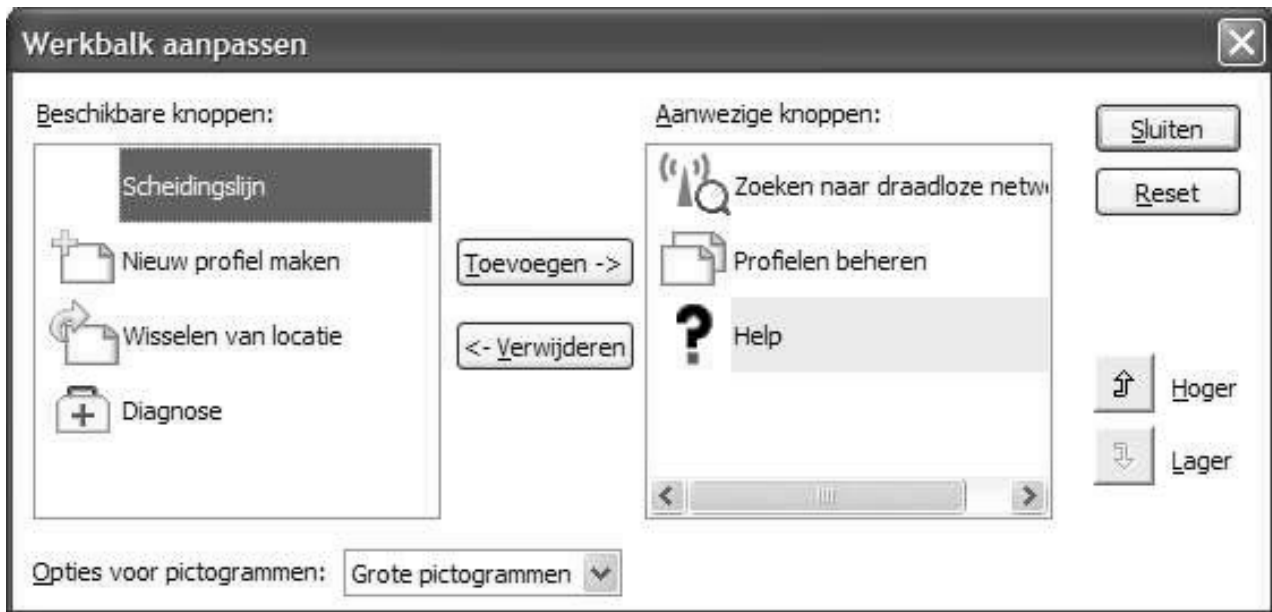 Werkbalk aanpassen
Beschikbare knoppen:
Scheidingslijn
Nieuw profiel maken
Wisselen van locatie
Diagnose
Toevoegen ->
<- Verwijderen
Aanwezige knoppen:
Zoeken naar draadloze netw
Profielen beheren
Help
Sluiten
Reset
Hoger
Lager
Opties voor pictogrammen: Grote pictogrammen